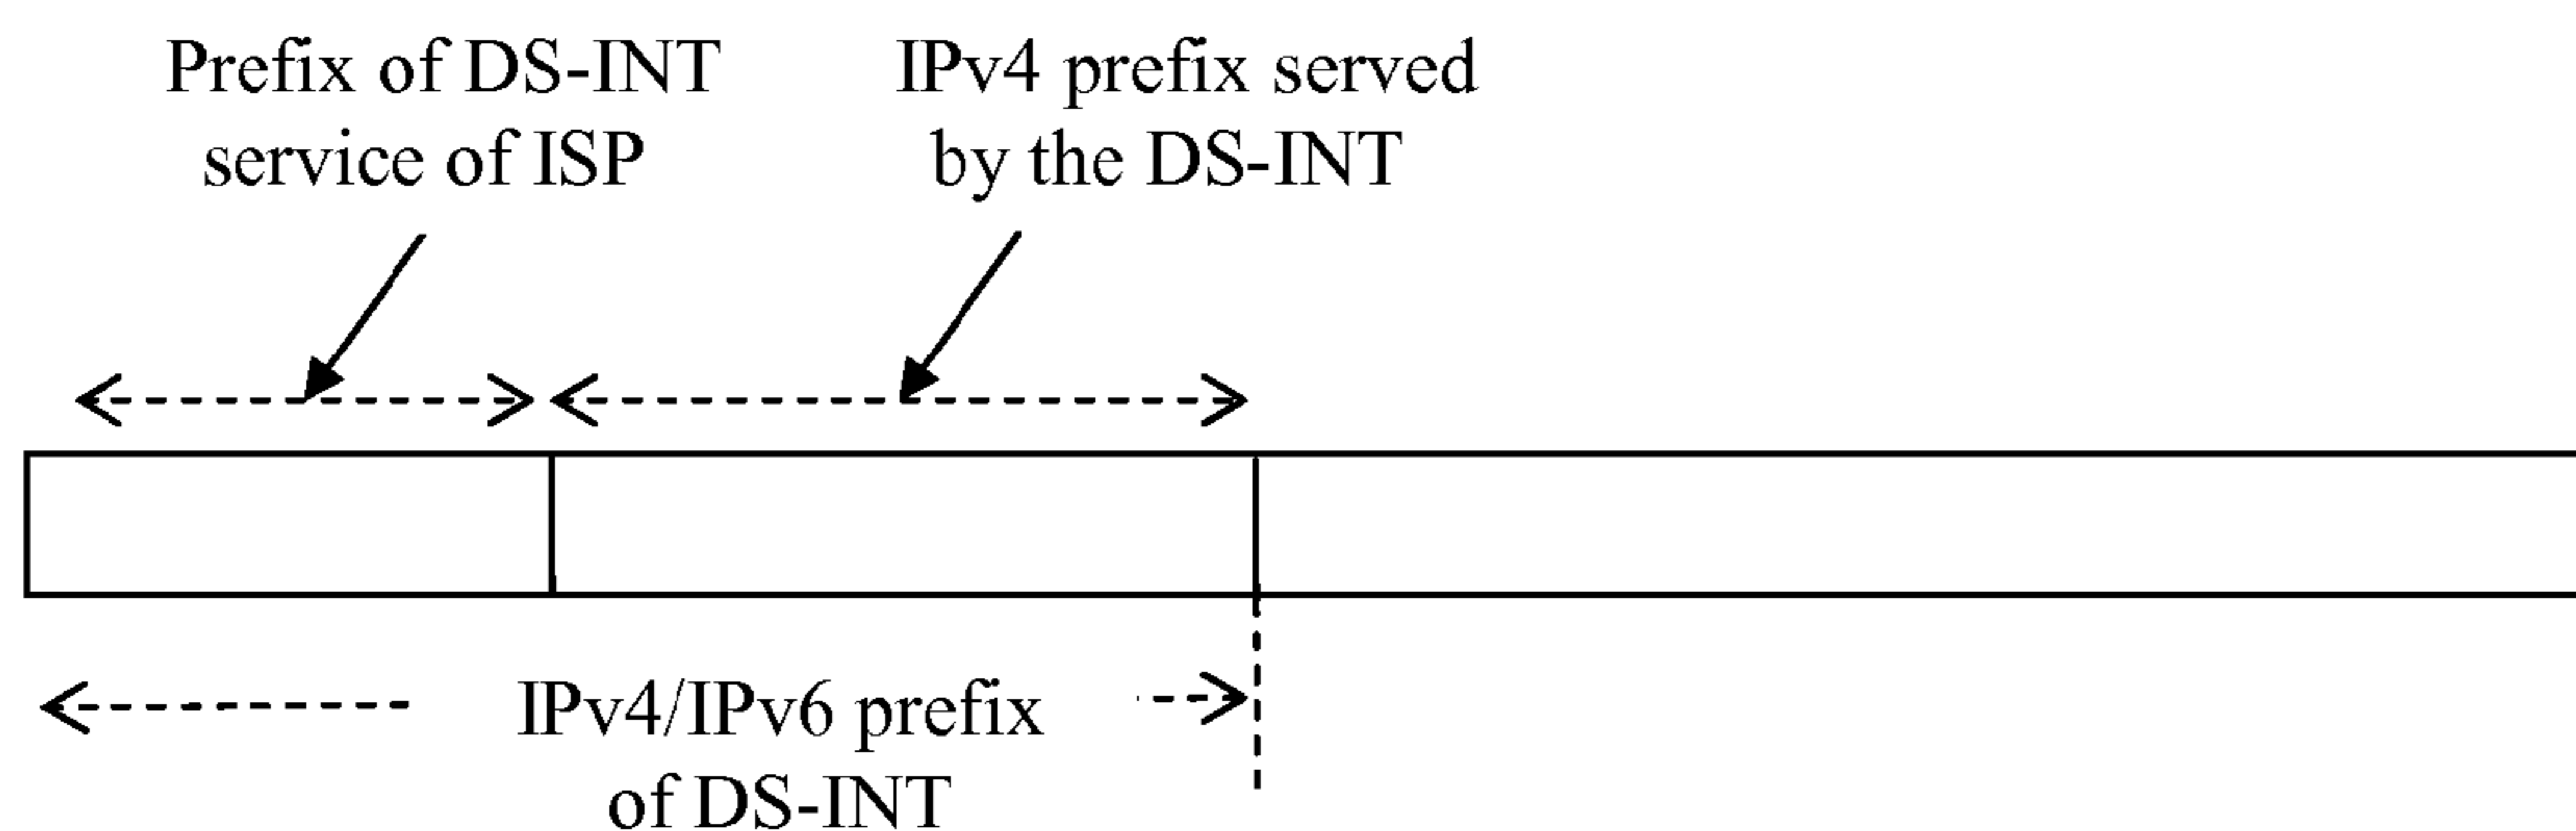 Prefix of DS-INT
service of ISP
IPv4 prefix served
by the DS-INT
IPv4/IPv6 prefix
of DS-INT